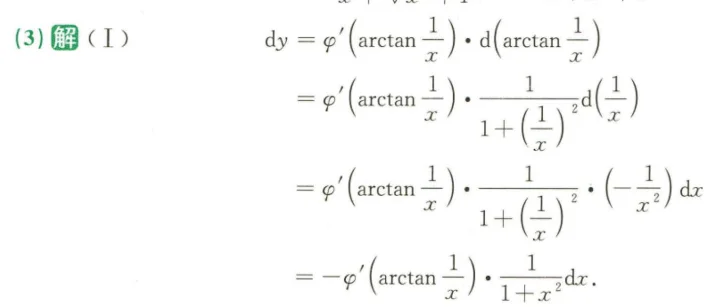 (3) 解 (Ⅰ) dy = φ′(arctan 1/x) · d(arctan 1/x)
= φ′(arctan 1/x) · 1/(1+(1/x)²) d(1/x)
= φ′(arctan 1/x) · 1/(1+(1/x)²) · (−1/x²) dx
= −φ′(arctan 1/x) · 1/(1+x²) dx.